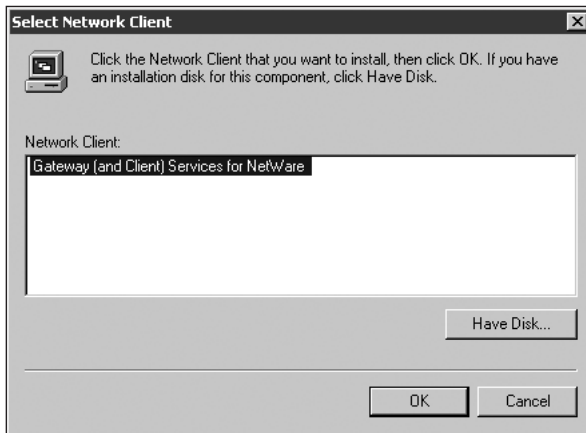 Select Network Client
Click the Network Client that you want to install, then click OK. If you have
an installation disk for this component, click Have Disk.
Network Client:
Gateway (and Client) Services for NetWare
Have Disk...
OK
Cancel